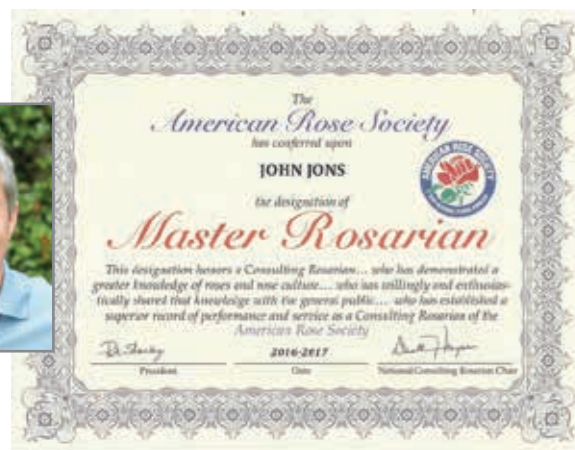 The
American Rose Society
has conferred upon
JOHN JONS
the designation of
Master Rosarian
This designation honors a Consulting Rosarian... who has demonstrated a
greater knowledge of roses and rose culture.... who has willingly and enthusias-
tically shared that knowledge with the general public.... who has established a
superior record of performance and service as a Consulting Rosarian of the
American Rose Society
2016-2017
President
Date
National Consulting Rosarian Chair
AMERICAN ROSE SOCIETY